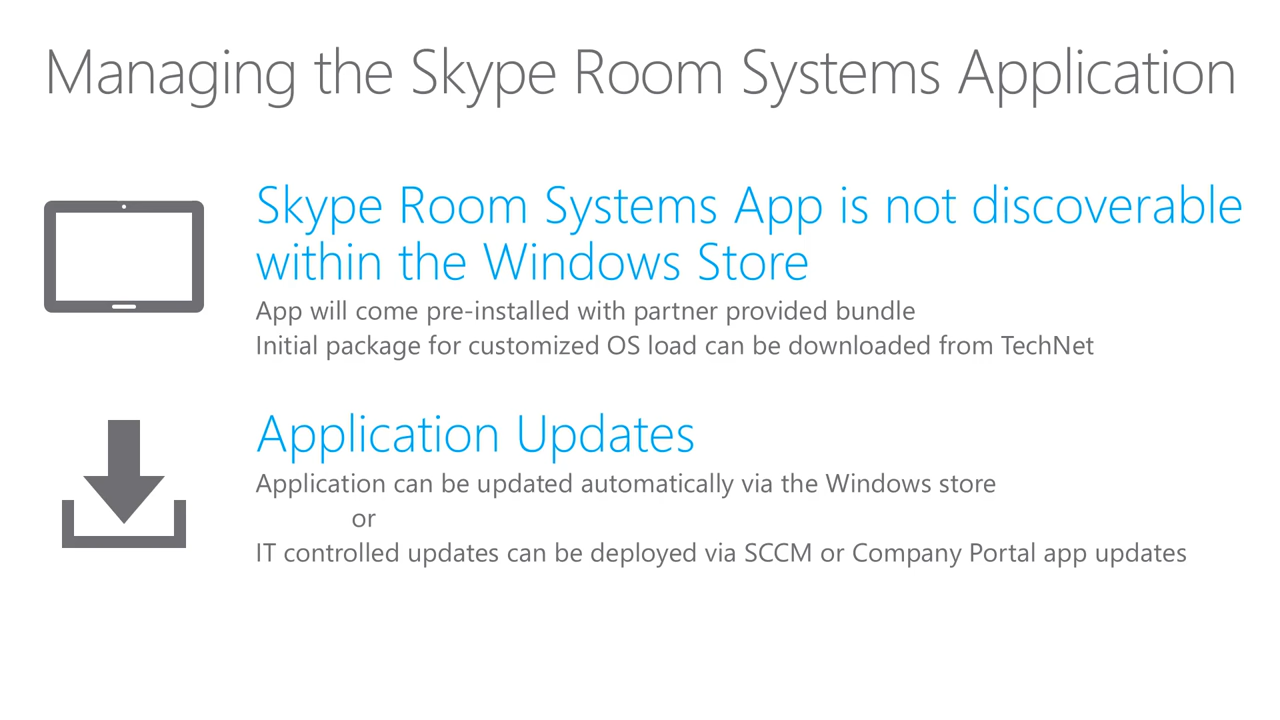 Managing the Skype Room Systems Application
Skype Room Systems App is not discoverable
within the Windows Store
App will come pre-installed with partner provided bundle
Initial package for customized OS load can be downloaded from TechNet
Application Updates
Application can be updated automatically via the Windows store
or
IT controlled updates can be deployed via SCCM or Company Portal app updates